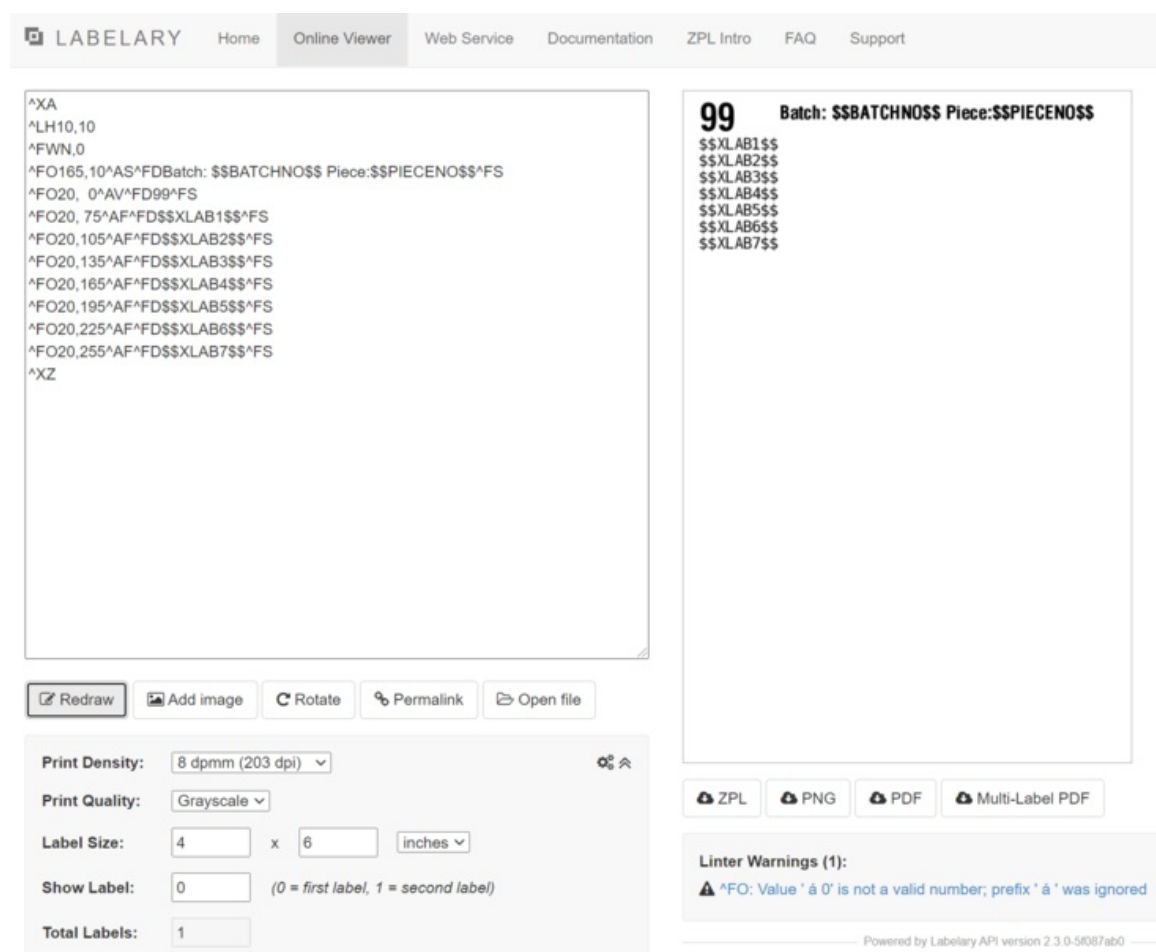 LABELARY Home Online Viewer Web Service Documentation ZPL Intro FAQ Support
^XA
^LH10,10
^FWN,0
^FO165,10^AS^FDBatch: $$BATCHNO$$ Piece:$$PIECENO$$^FS
^FO20,  0^AV^FD99^FS
^FO20, 75^AF^FD$$XLAB1$$^FS
^FO20,105^AF^FD$$XLAB2$$^FS
^FO20,135^AF^FD$$XLAB3$$^FS
^FO20,165^AF^FD$$XLAB4$$^FS
^FO20,195^AF^FD$$XLAB5$$^FS
^FO20,225^AF^FD$$XLAB6$$^FS
^FO20,255^AF^FD$$XLAB7$$^FS
^XZ
99 Batch: $$BATCHNO$$ Piece:$$PIECENO$$
$$XLAB1$$
$$XLAB2$$
$$XLAB3$$
$$XLAB4$$
$$XLAB5$$
$$XLAB6$$
$$XLAB7$$
Redraw Add image Rotate Permalink Open file
Print Density: 8 dpmm (203 dpi)
Print Quality: Grayscale
Label Size: 4 x 6 inches
Show Label: 0 (0 = first label, 1 = second label)
Total Labels: 1
ZPL PNG PDF Multi-Label PDF
Linter Warnings (1):
^FO: Value ' á 0' is not a valid number; prefix ' á ' was ignored
Powered by Labelary API version 2.3.0-5f087ab0